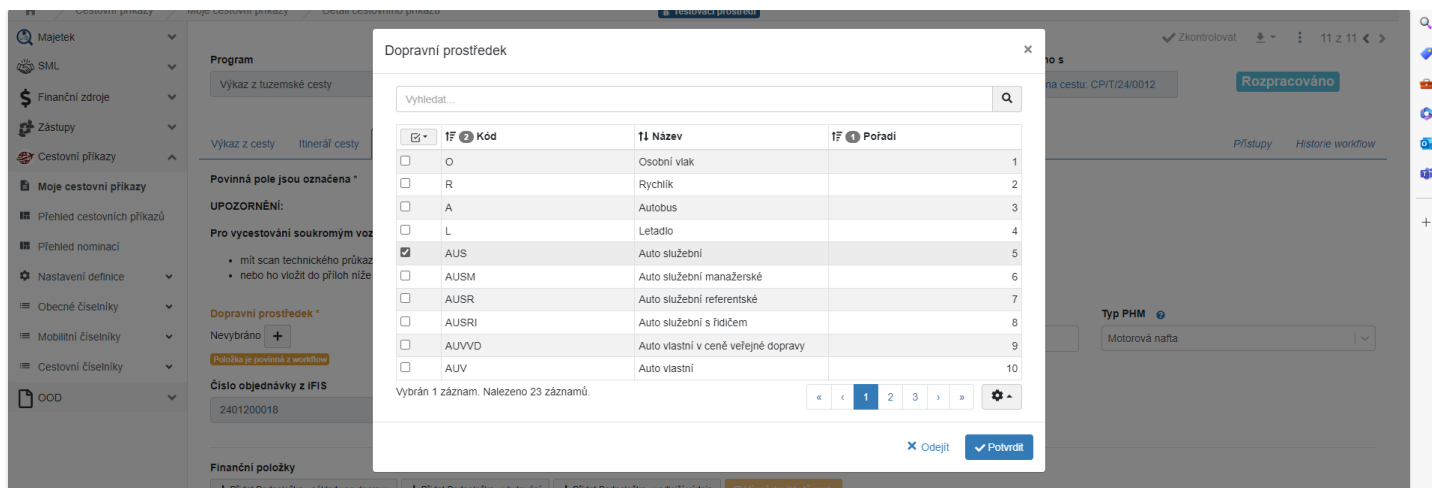 Cestovní příkazy
Moje cestovní příkazy
Detail cestovního příkazu
Testovací prostředí
Majetek
SML
Finanční zdroje
Zástupy
Cestovní příkazy
Moje cestovní příkazy
Přehled cestovních příkazů
Přehled nominací
Nastavení definice
Obecné číselníky
Mobilitní číselníky
Cestovní číselníky
OOD
Zkontrolovat
11 z 11
Program
Výkaz z tuzemské cesty
no s
na cestu: CP/T/24/0012
Rozpracováno
Výkaz z cesty
Itinerář cesty
Přístupy
Historie workflow
Povinná pole jsou označena *
UPOZORNĚNÍ:
Pro vycestování soukromým voz
• mít scan technického průkaz
• nebo ho vložit do příloh níže
Dopravní prostředek *
Nevybráno +
Položka je povinná z workflow
Typ PHM
Motorová nafta
Číslo objednávky z iFIS
2401200018
Finanční položky
Dopravní prostředek ×
Vyhledat...
2 Kód Název 1 Pořadí
O Osobní vlak 1
R Rychlík 2
A Autobus 3
L Letadlo 4
AUS Auto služební 5
AUSM Auto služební manažerské 6
AUSR Auto služební referentské 7
AUSRI Auto služební s řidičem 8
AUVVD Auto vlastní v ceně veřejné dopravy 9
AUV Auto vlastní 10
Vybrán 1 záznam. Nalezeno 23 záznamů.
« ‹ 1 2 3 › »
Odejít
Potvrdit